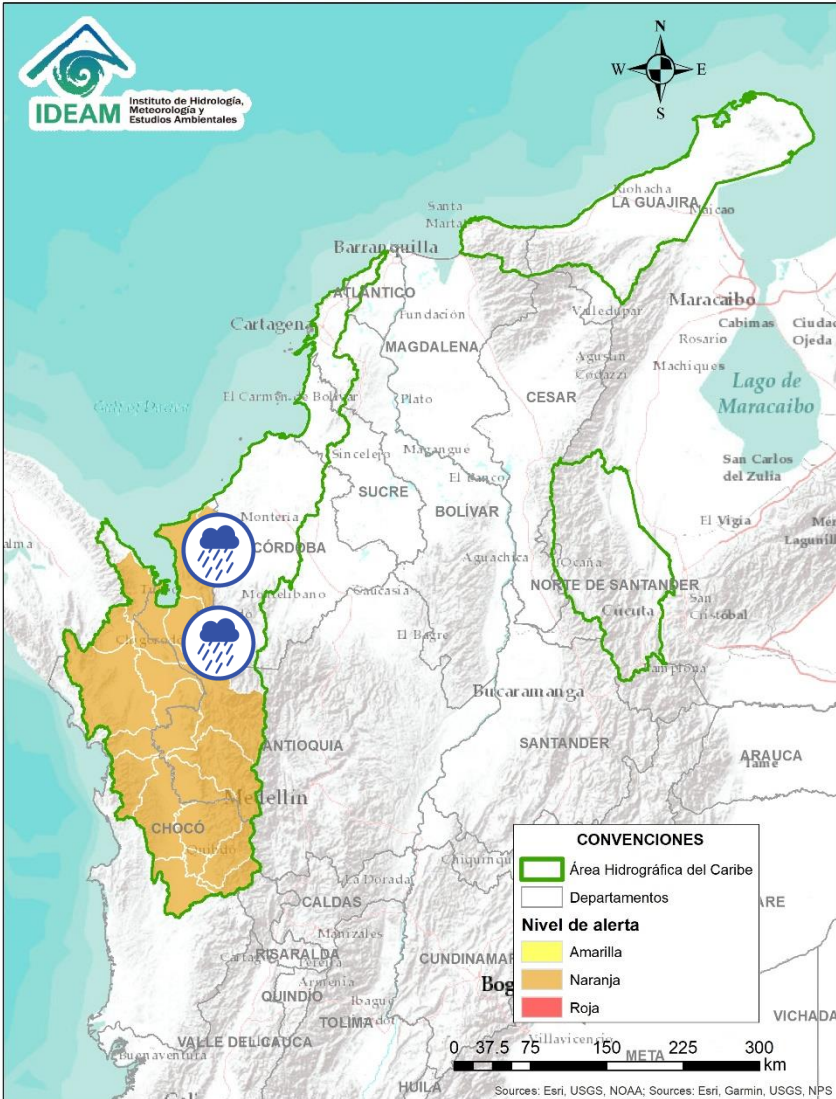 IDEAM
Instituto de Hidrología,
Meteorología y
Estudios Ambientales
N
W
E
S
Riohacha
LA GUAJIRA
Maicao
Santa
Marta
Barranquilla
ATLÁNTICO
Maracaibo
Cabimas
Ciudad
Ojeda
Cartagena
Fundación
Valledupar
Rosario
MAGDALENA
Machiques
Agustín
Codazzi
Lago de
Maracaibo
El Carmen de Bolívar
Plato
CESAR
Sincelejo
Magangue
San Carlos
del Zulia
El Banco
SUCRE
BOLÍVAR
Montería
El Vigía
CÓRDOBA
Aguachica
Ocaña
NORTE DE SANTANDER
Montelibano
Caucasia
Cúcuta
San
Cristóbal
El Bagre
Pamplona
Bucaramanga
ANTIOQUIA
SANTANDER
ARAUCA
Tame
Medellín
CHOCÓ
Quibdó
La Dorada
CALDAS
Manizales
RISARALDA
Pereira
Armenia
QUINDÍO
Ibagué
TOLIMA
VALLE DEL CAUCA
Buenaventura
Villavicencio
META
VICHADA
HUILA
CONVENCIONES
Área Hidrográfica del Caribe
Departamentos
Nivel de alerta
Amarilla
Naranja
Roja
0 37.5 75 150 225 300
km
Sources: Esri, USGS, NOAA; Sources: Esri, Garmin, USGS, NPS